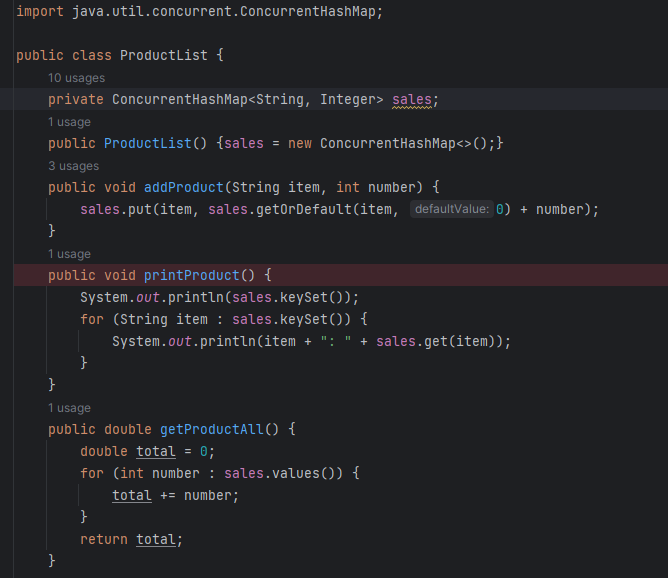 import java.util.concurrent.ConcurrentHashMap;
public class ProductList {
10 usages
private ConcurrentHashMap<String, Integer> sales;
1 usage
public ProductList() {sales = new ConcurrentHashMap<>();}
3 usages
public void addProduct(String item, int number) {
sales.put(item, sales.getOrDefault(item, defaultValue: 0) + number);
}
1 usage
public void printProduct() {
System.out.println(sales.keySet());
for (String item : sales.keySet()) {
System.out.println(item + ": " + sales.get(item));
}
}
1 usage
public double getProductAll() {
double total = 0;
for (int number : sales.values()) {
total += number;
}
return total;
}